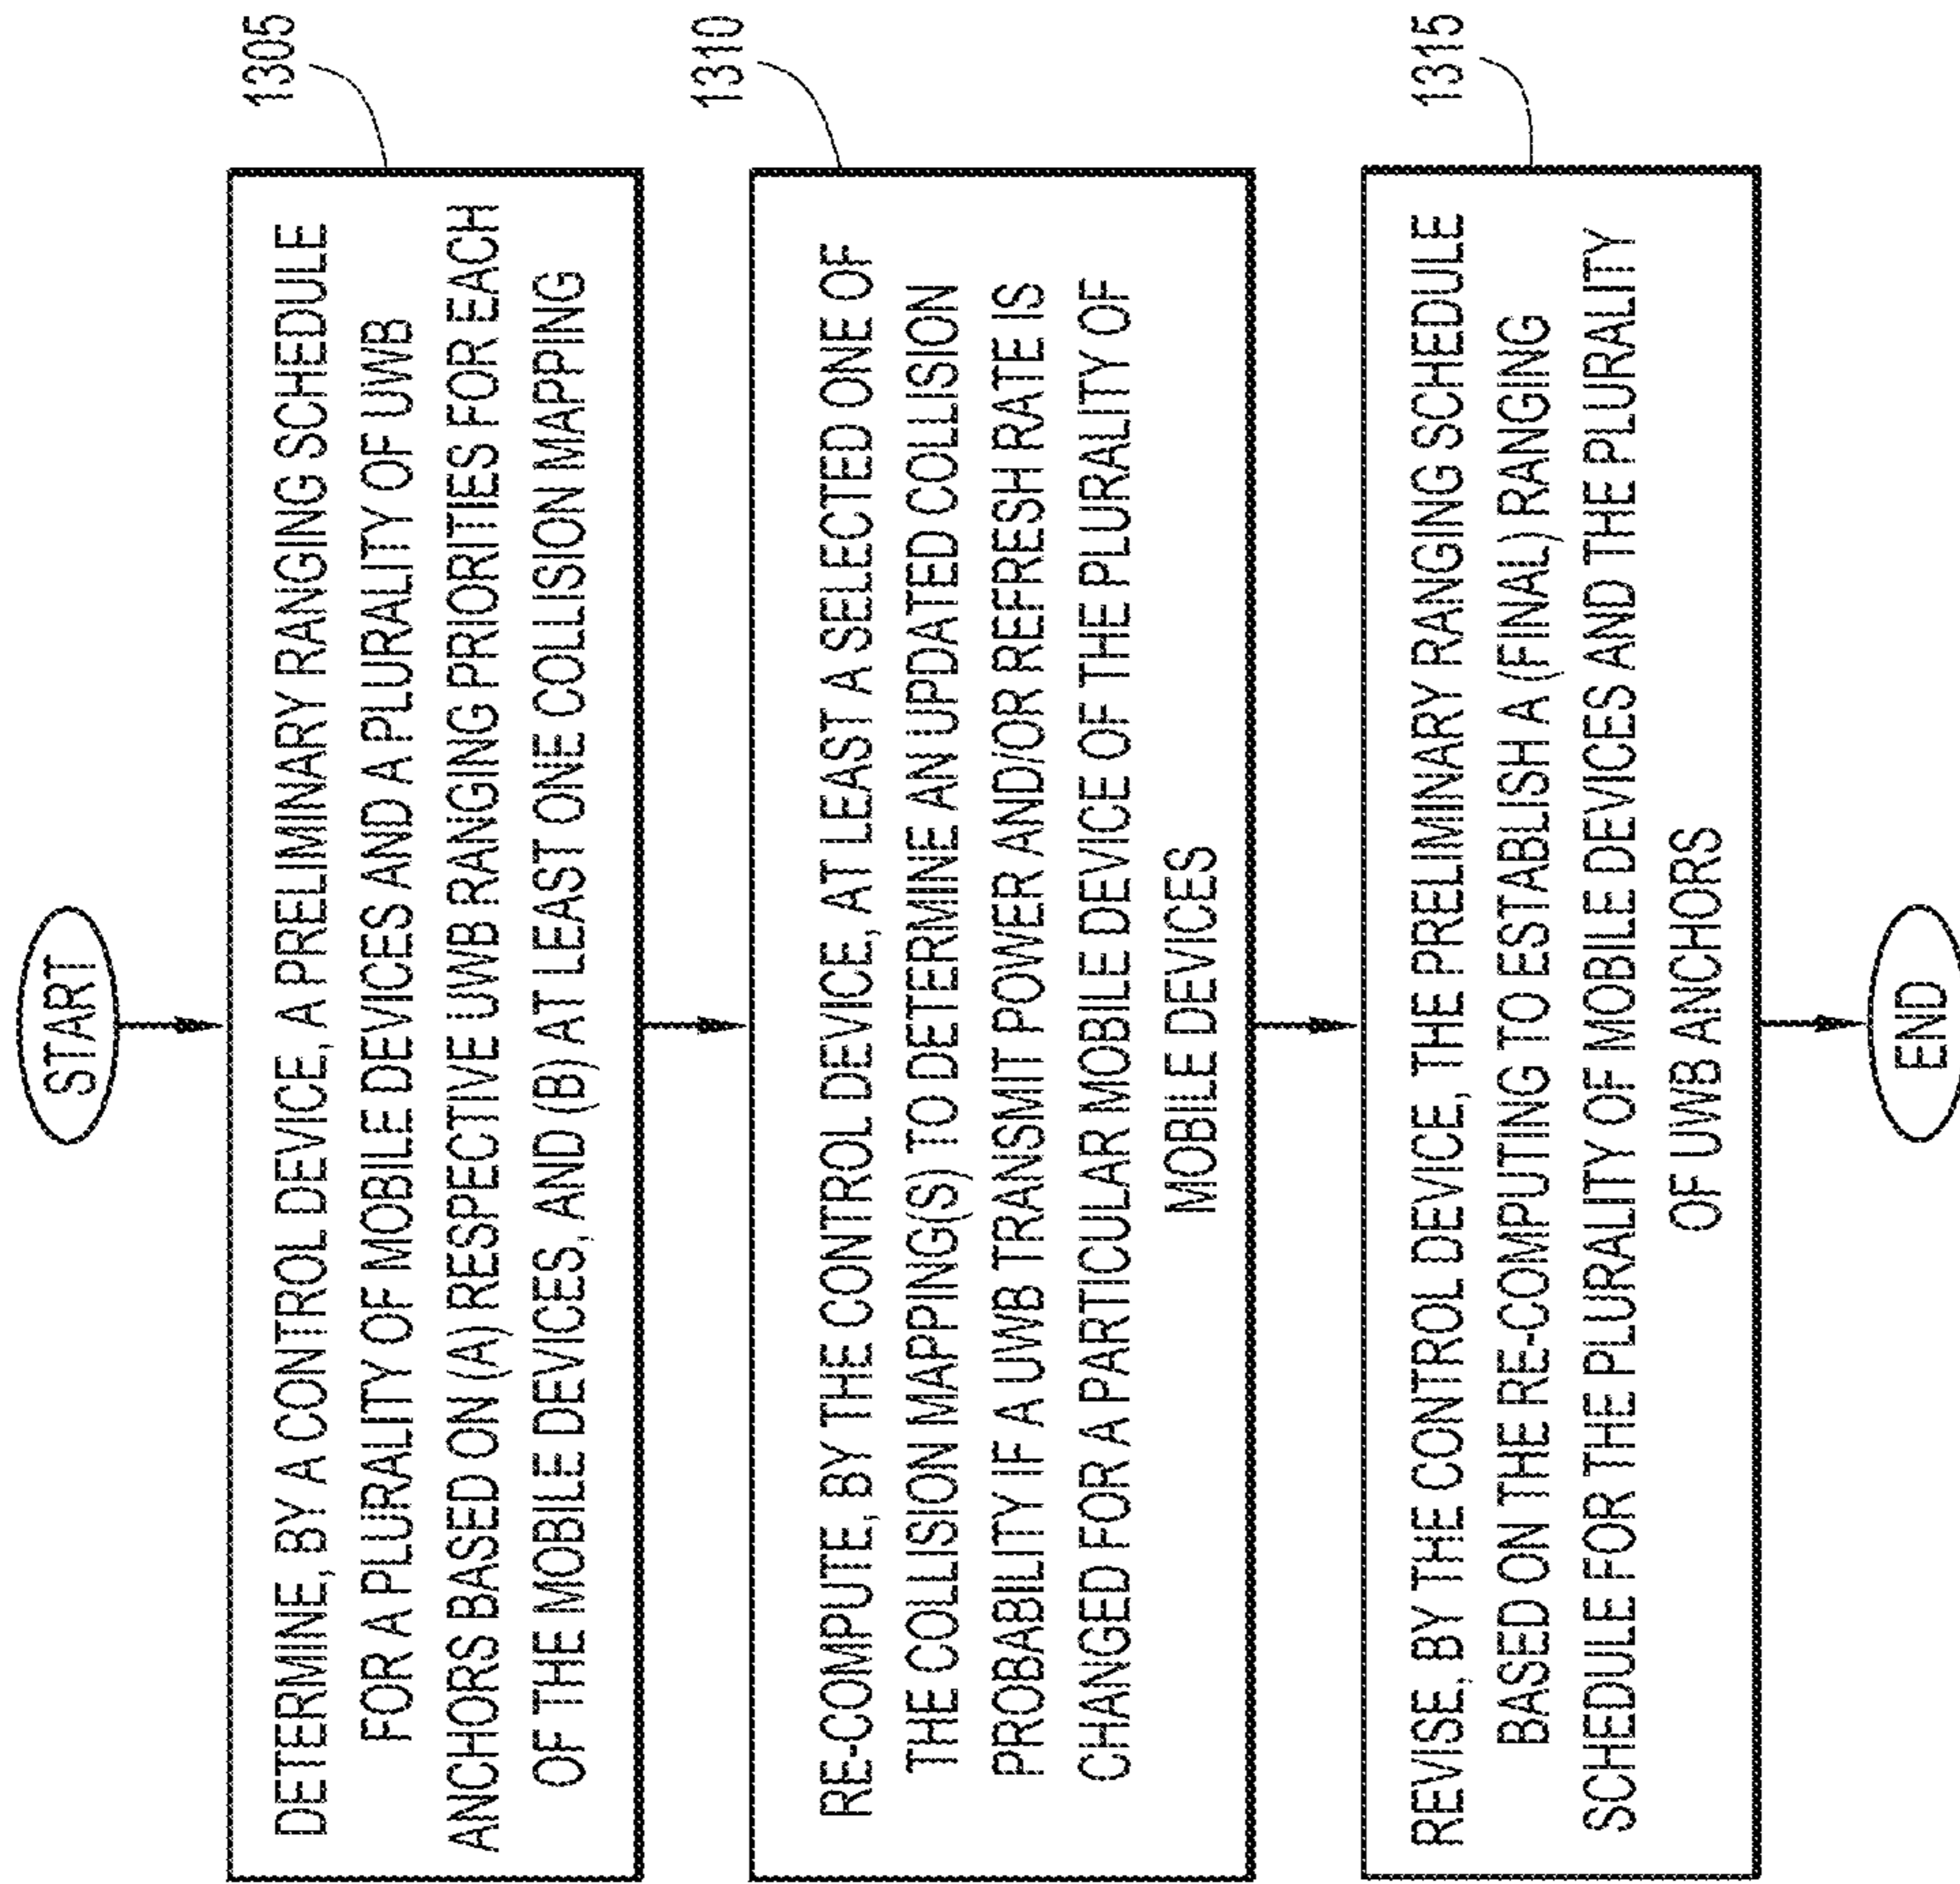 START
1305
DETERMINE, BY A CONTROL DEVICE, A PRELIMINARY RANGING SCHEDULE
FOR A PLURALITY OF MOBILE DEVICES AND A PLURALITY OF UWB
ANCHORS BASED ON (A) RESPECTIVE UWB RANGING PRIORITIES FOR EACH
OF THE MOBILE DEVICES, AND (B) AT LEAST ONE COLLISION MAPPING
1310
RE-COMPUTE, BY THE CONTROL DEVICE, AT LEAST A SELECTED ONE OF
THE COLLISION MAPPING(S) TO DETERMINE AN UPDATED COLLISION
PROBABILITY IF A UWB TRANSMIT POWER AND/OR REFRESH RATE IS
CHANGED FOR A PARTICULAR MOBILE DEVICE OF THE PLURALITY OF
MOBILE DEVICES
1315
REVISE, BY THE CONTROL DEVICE, THE PRELIMINARY RANGING SCHEDULE
BASED ON THE RE-COMPUTING TO ESTABLISH A (FINAL) RANGING
SCHEDULE FOR THE PLURALITY OF MOBILE DEVICES AND THE PLURALITY
OF UWB ANCHORS
END